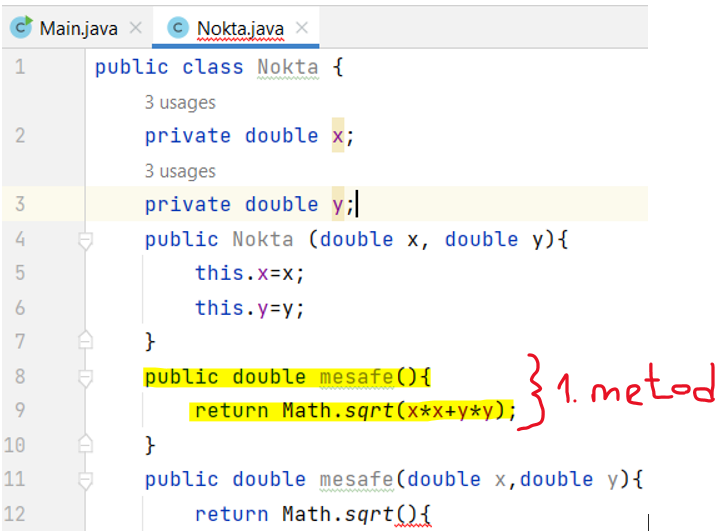 Main.java Nokta.java
1 public class Nokta {
3 usages
2 private double x;
3 usages
3 private double y;
4 public Nokta (double x, double y){
5 this.x=x;
6 this.y=y;
7 }
8 public double mesafe(){
9 return Math.sqrt(x*x+y*y);
1. metod
10 }
11 public double mesafe(double x,double y){
12 return Math.sqrt(){